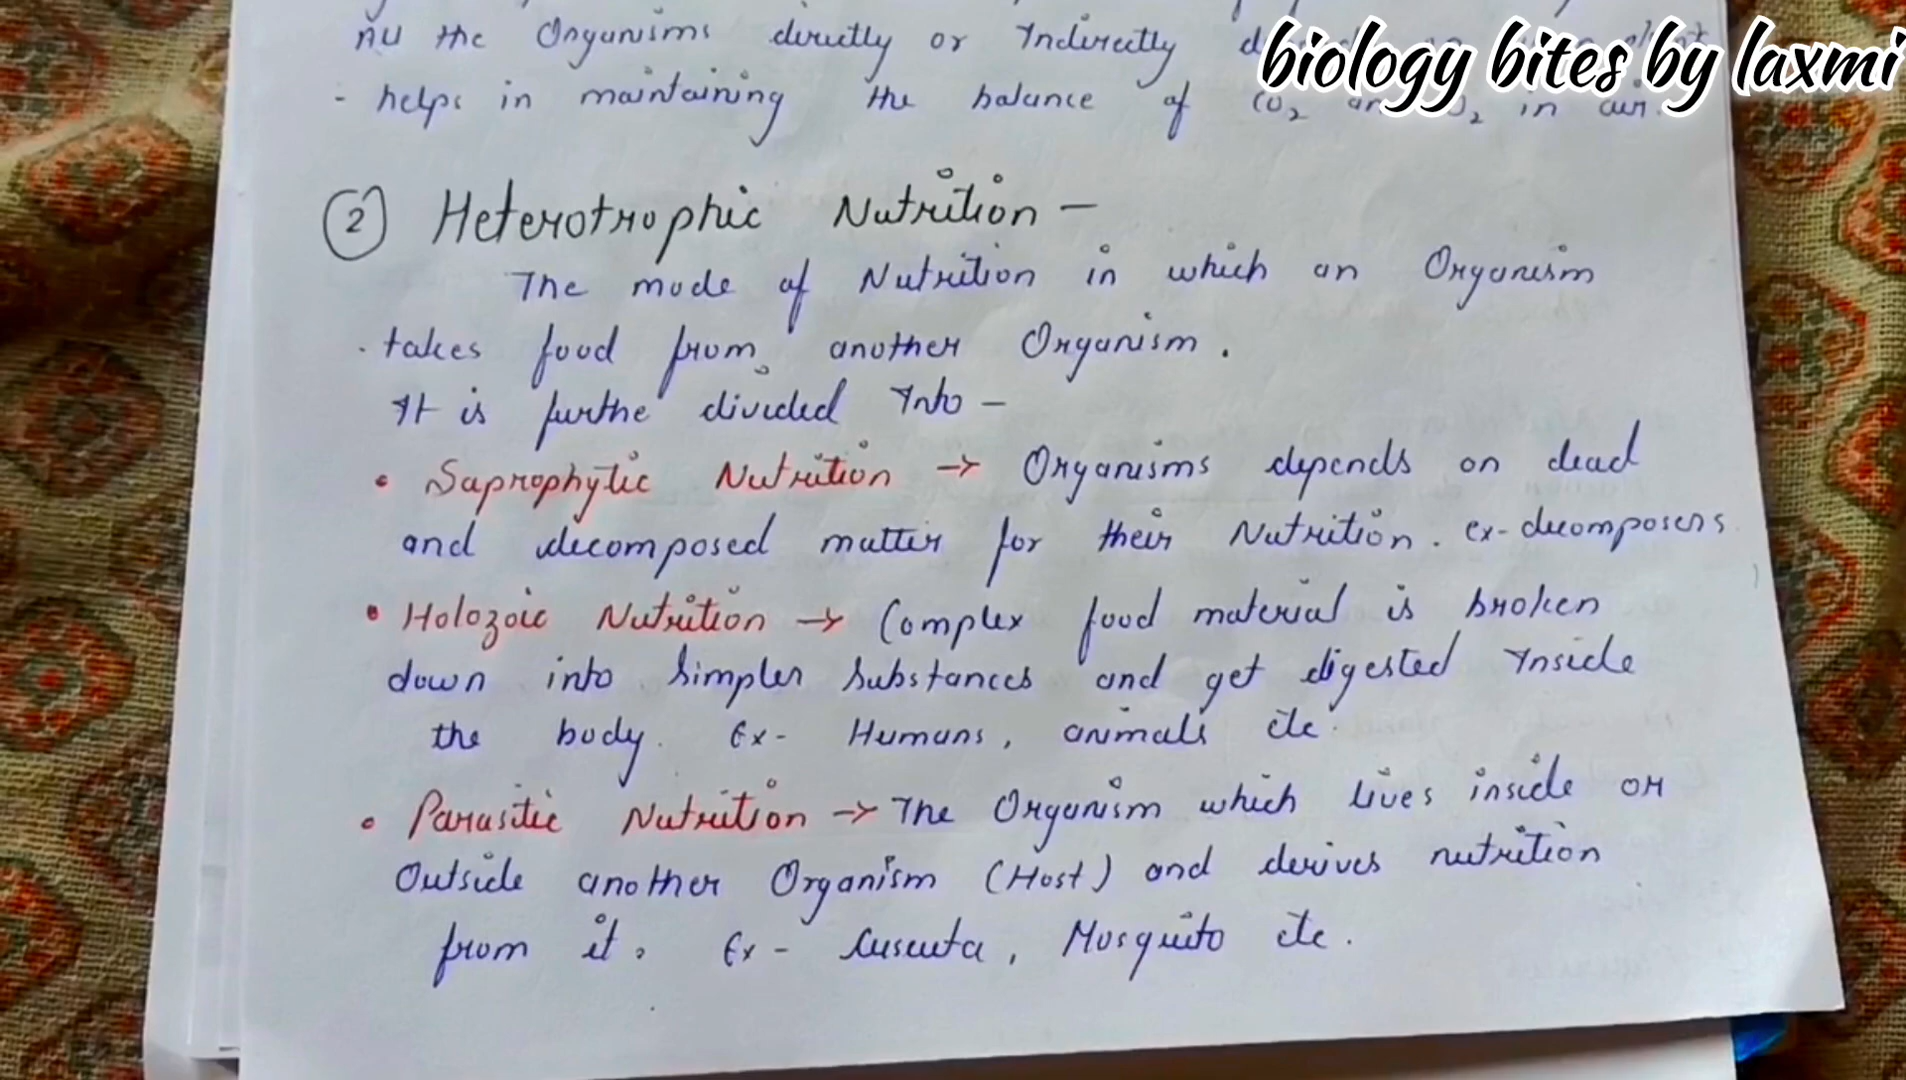 biology bites by laxmi
All the Organisms directly or Indirectly
- helps in maintaining the balance of CO2 and O2 in air.
② Heterotrophic Nutrition -
The mode of Nutrition in which an Organism
takes food from another Organism.
It is furthe divided Into -
• Saprophytic Nutrition → Organisms depends on dead
and decomposed matter for their Nutrition. ex- decomposers
• Holozoic Nutrition → Complex food material is broken
down into simpler substances and get digested Inside
the body. Ex- Humans, animals etc.
• Parasitic Nutrition → The Organism which lives inside or
Outside another Organism (Host) and derives nutrition
from it. Ex- Cuscuta, Mosquito etc.